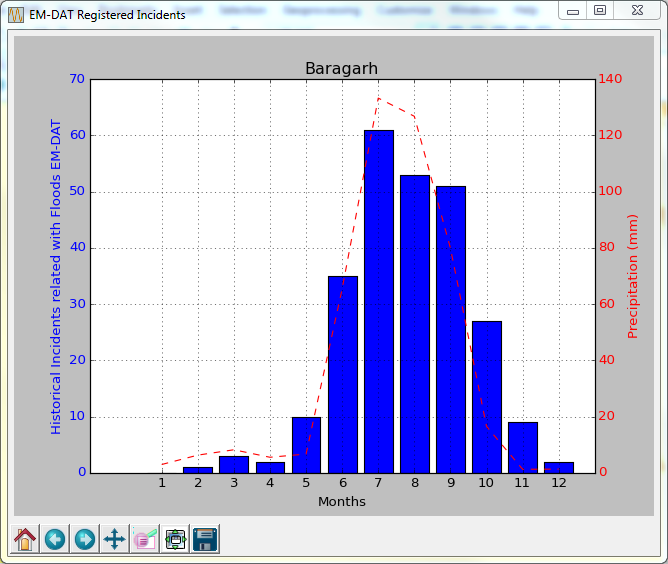 EM-DAT Registered Incidents
Baragarh
Historical Incidents related with Floods EM-DAT
70
60
50
40
30
20
10
0
140
120
100
80
60
40
20
0
Precipitation (mm)
1 2 3 4 5 6 7 8 9 10 11 12
Months